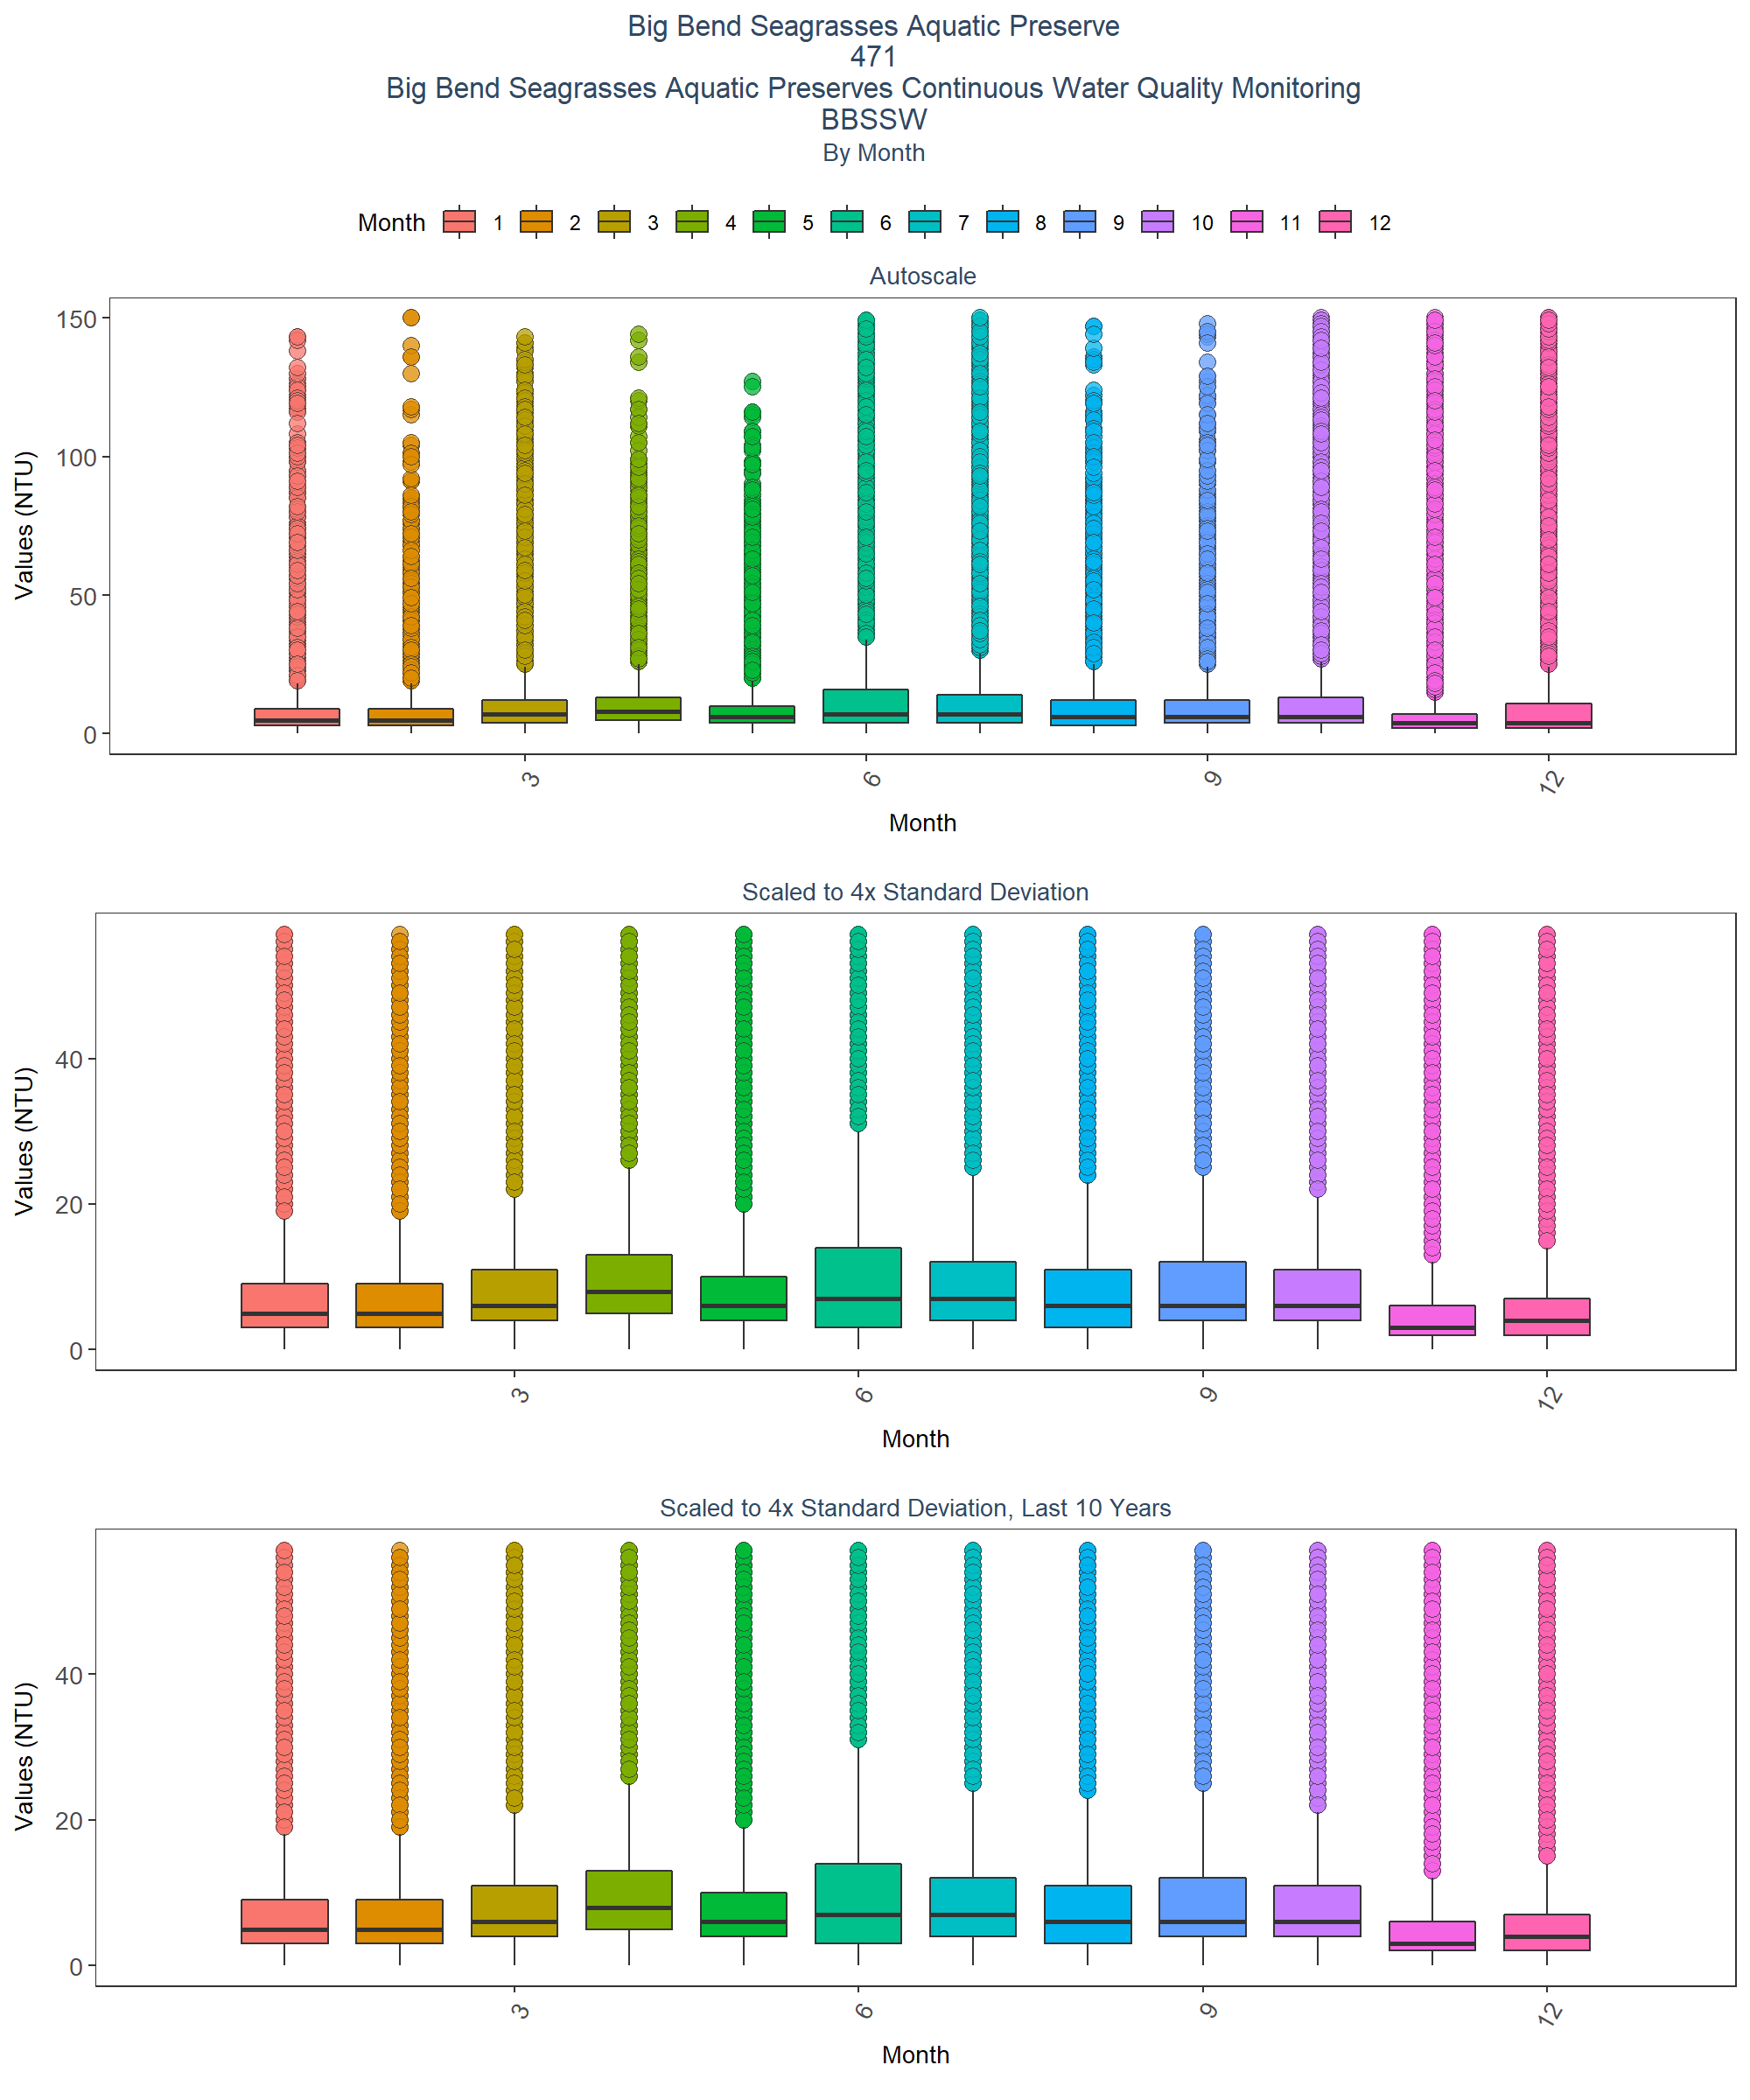 Big Bend Seagrasses Aquatic Preserve
471
Big Bend Seagrasses Aquatic Preserves Continuous Water Quality Monitoring
BBSSW
By Month
Month 1 2 3 4 5 6 7 8 9 10 11 12
Autoscale
Values (NTU)
150
100
50
0
3 6 9 12
Month
Scaled to 4x Standard Deviation
Values (NTU)
40
20
0
3 6 9 12
Month
Scaled to 4x Standard Deviation, Last 10 Years
Values (NTU)
40
20
0
3 6 9 12
Month